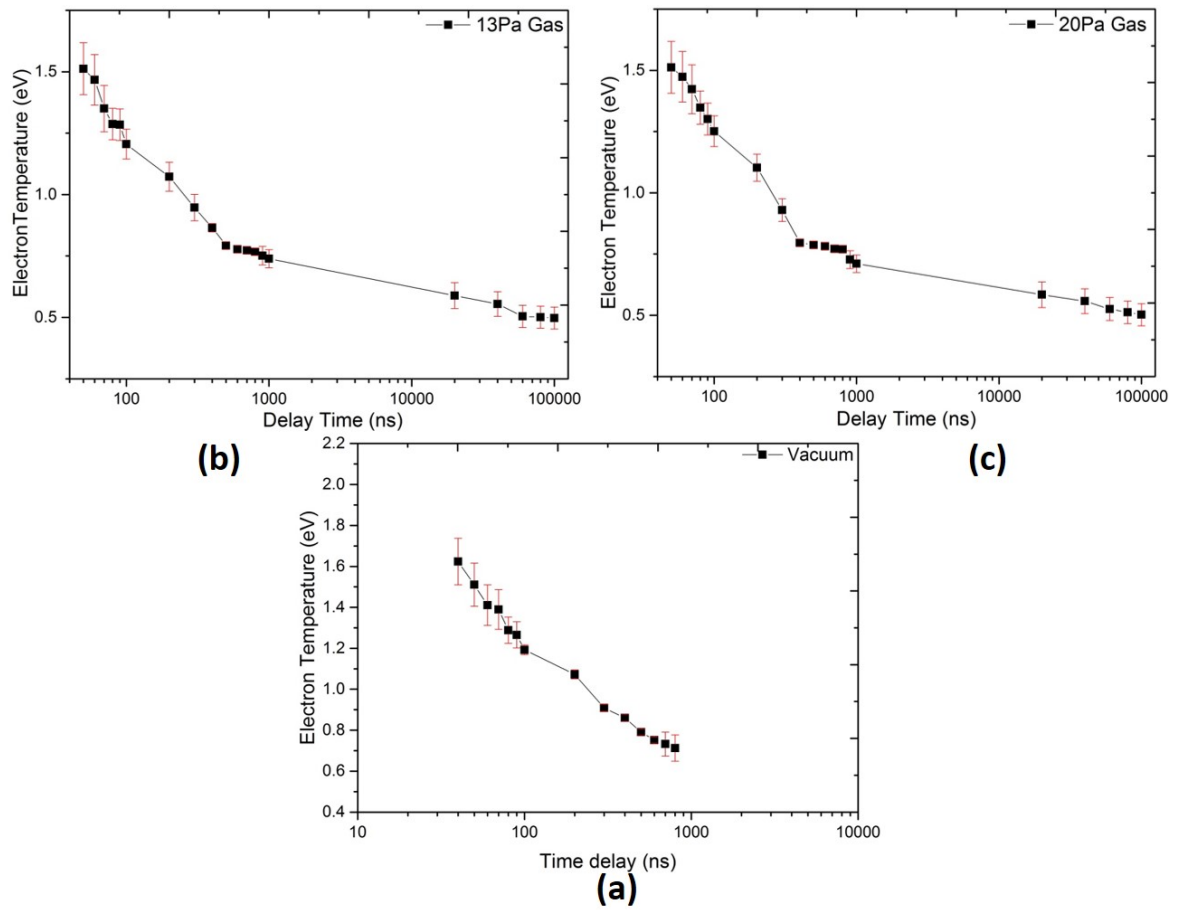 13Pa Gas
ElectronTemperature (eV)
1.5
1.0
0.5
100
1000
10000
100000
Delay Time (ns)
(b)
20Pa Gas
Electron Temperature (eV)
1.5
1.0
0.5
100
1000
10000
100000
Delay Time (ns)
(c)
Vacuum
Electron Temperature (eV)
2.2
2.0
1.8
1.6
1.4
1.2
1.0
0.8
0.6
0.4
10
100
1000
10000
Time delay (ns)
(a)